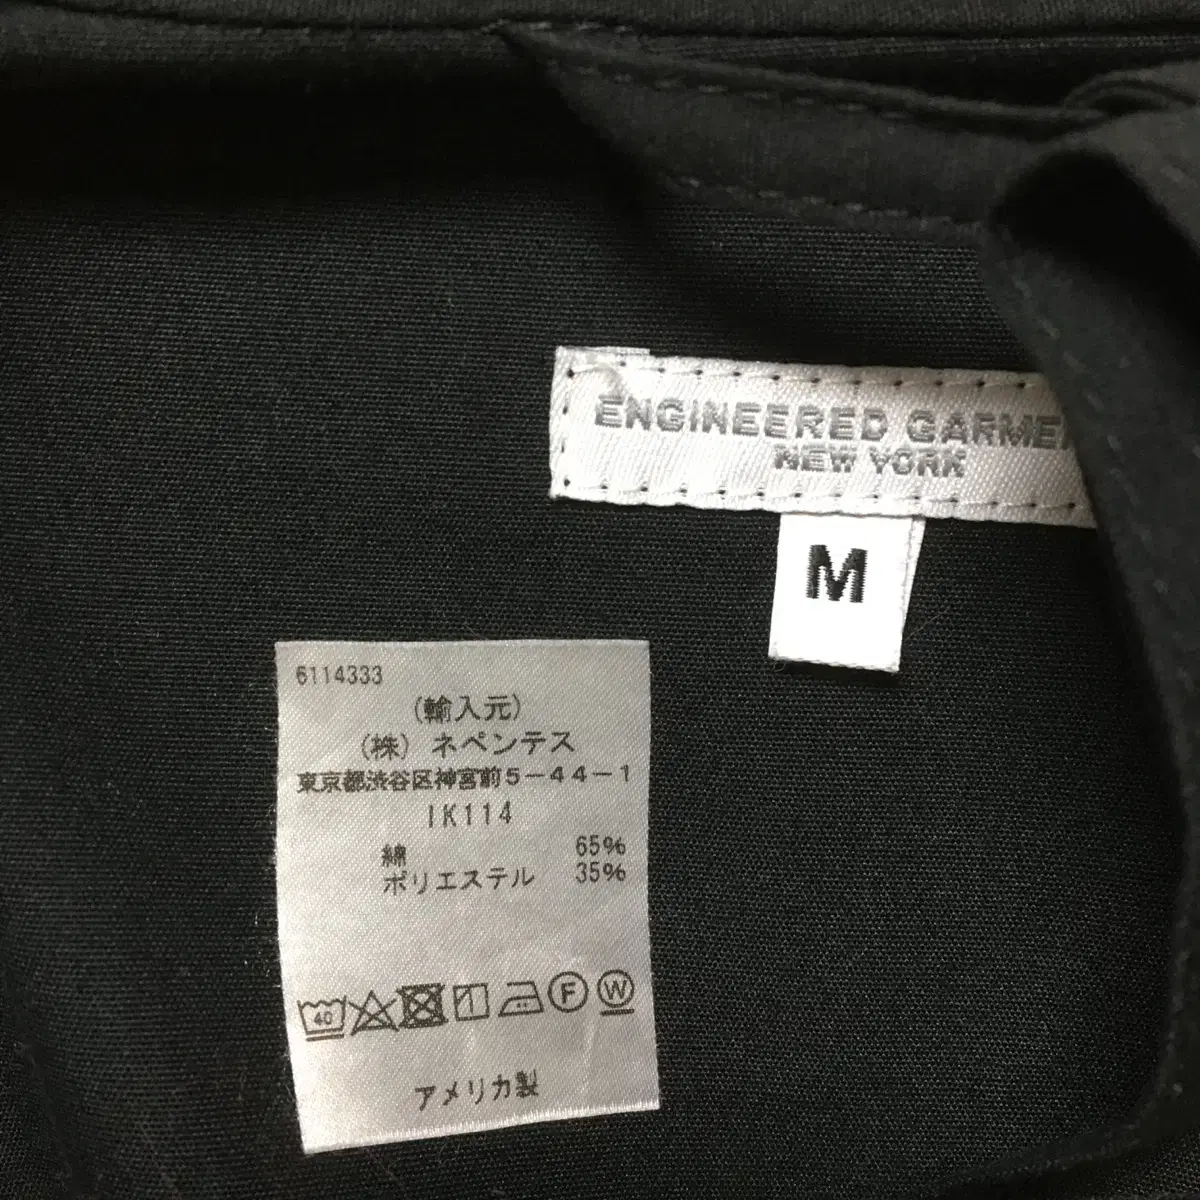 ENGINEERED GARME
NEW YORK
M
6114333
(輸入元)
(株) ネペンテス
東京都渋谷区神宮前5-44-1
IK114
綿 65%
ポリエステル 35%
40 F W
アメリカ製